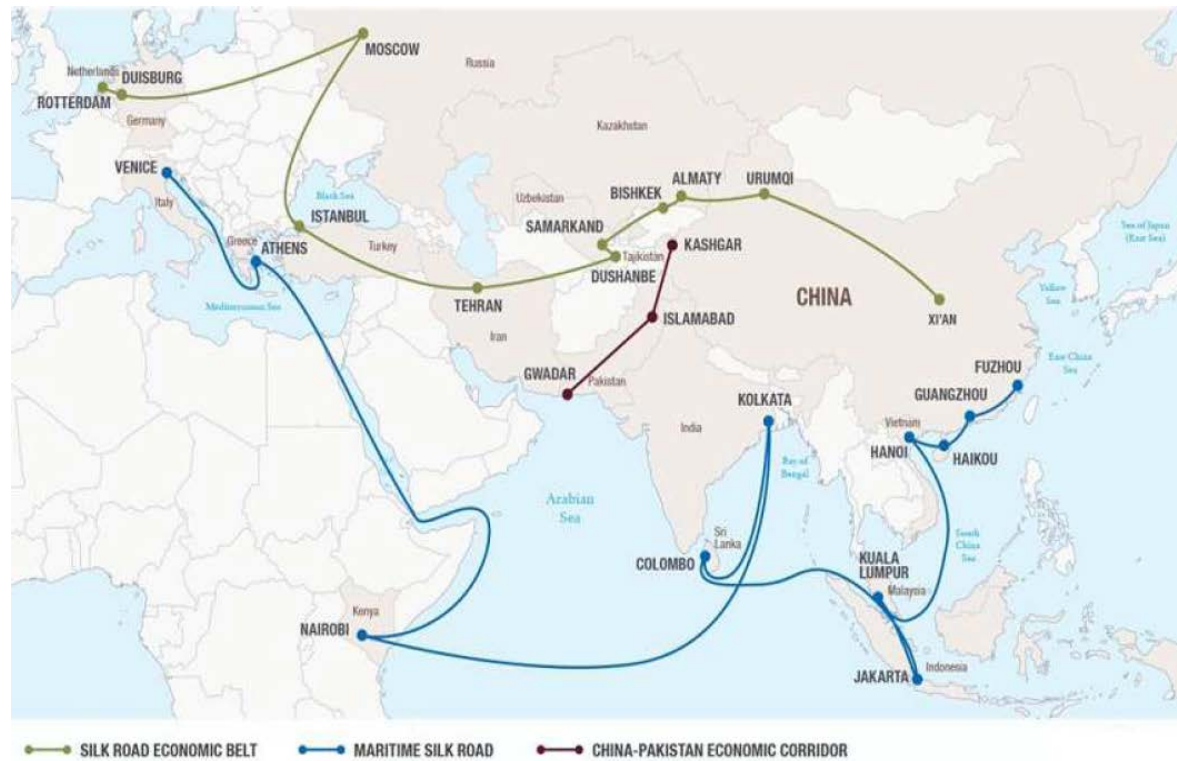 MOSCOW
Netherlands
DUISBURG
Russia
ROTTERDAM
Germany
Kazakhstan
VENICE
ALMATY
URUMQI
BISHKEK
Black Sea
Italy
Uzbekistan
ISTANBUL
SAMARKAND
Sea of Japan
(East Sea)
Greece
ATHENS
Turkey
KASHGAR
Tajikistan
DUSHANBE
Mediterranean Sea
TEHRAN
CHINA
Yellow
Sea
ISLAMABAD
XI'AN
Iran
East China
Sea
FUZHOU
GWADAR
Pakistan
GUANGZHOU
KOLKATA
Vietnam
India
HANOI
HAIKOU
Bay of
Bengal
Arabian
Sea
Sri
Lanka
South
China
Sea
COLOMBO
KUALA
LUMPUR
Malaysia
Kenya
NAIROBI
Indonesia
JAKARTA
SILK ROAD ECONOMIC BELT
MARITIME SILK ROAD
CHINA-PAKISTAN ECONOMIC CORRIDOR